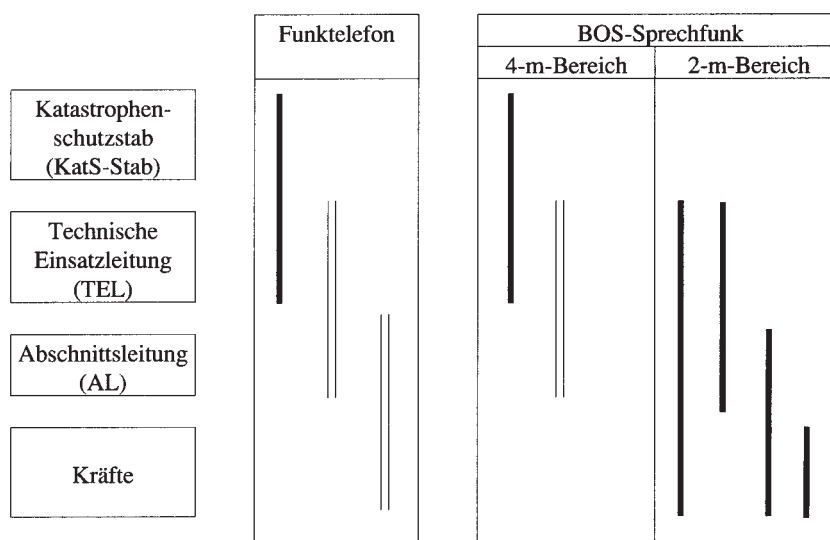 Funktelefon
BOS-Sprechfunk
4-m-Bereich
2-m-Bereich
Katastrophen-
schutzstab
(KatS-Stab)
Technische
Einsatzleitung
(TEL)
Abschnittsleitung
(AL)
Kräfte